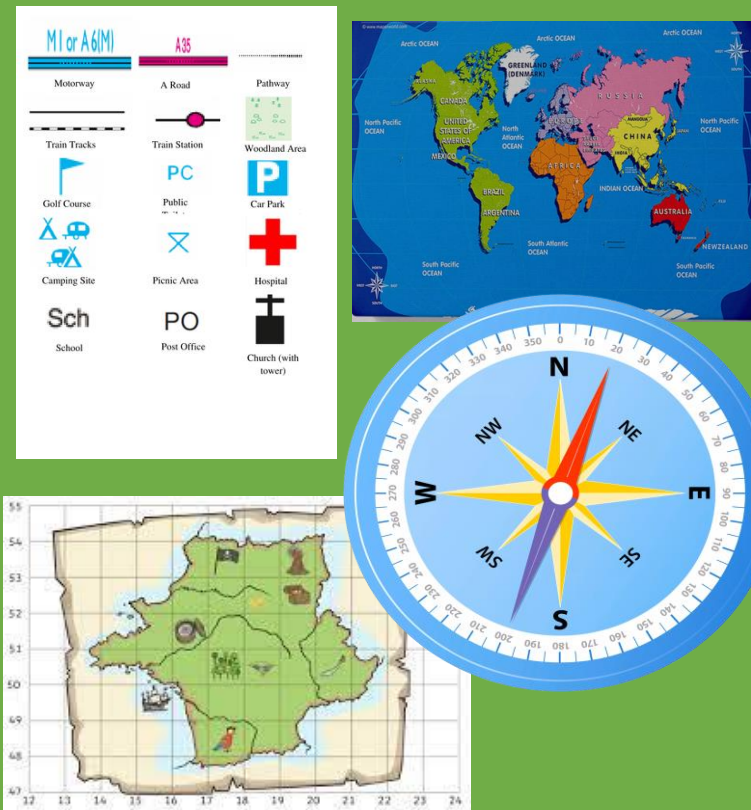 M1 or A6(M)
A35
Motorway
A Road
Pathway
Train Tracks
Train Station
Woodland Area
PC
P
Golf Course
Public
Car Park
Camping Site
Picnic Area
Hospital
Sch
PO
School
Post Office
Church (with
tower)
Arctic OCEAN
Arctic OCEAN
Arctic OCEAN
GREENLAND
(DENMARK)
ALASKA
CANADA
RUSSIA
EUROPE
North Pacific
OCEAN
UNITED
STATES OF
AMERICA
North
Atlantic
OCEAN
MONGOLIA
CHINA
JAPAN
North Pacific
OCEAN
MEXICO
AFRICA
INDIA
INDIAN OCEAN
BRAZIL
ARGENTINA
AUSTRALIA
South Atlantic
OCEAN
NEWZEALAND
South Pacific
OCEAN
South Pacific
OCEAN
N
NE
E
SE
S
SW
W
NW
0
10
20
30
40
50
60
70
80
90
100
110
120
130
140
150
160
170
180
190
200
210
220
230
240
250
260
270
280
290
300
310
320
330
340
350
55
54
53
52
51
50
49
48
47
12 13 14 15 16 17 18 19 20 21 22 23 24